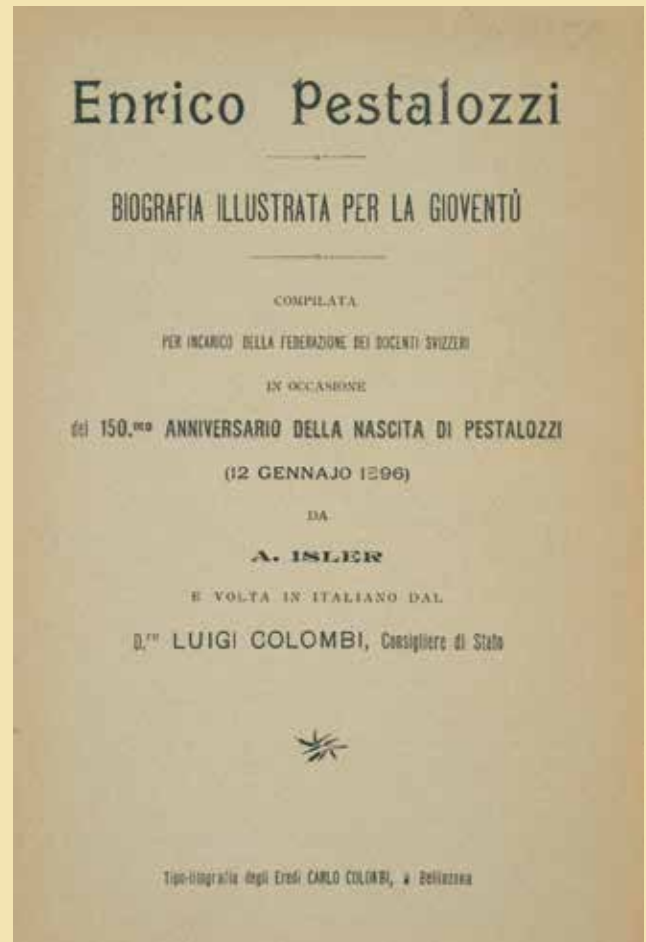 Enrico Pestalozzi
BIOGRAFIA ILLUSTRATA PER LA GIOVENTÙ
COMPILATA
PER INCARICO DELLA FEDERAZIONE DEI DOCENTI SVIZZERI
IN OCCASIONE
del 150.mo ANNIVERSARIO DELLA NASCITA DI PESTALOZZI
(12 GENNAJO 1896)
DA
A. ISLER
E VOLTA IN ITALIANO DAL
D.re LUIGI COLOMBI, Consigliere di Stato
Tipo-litografia degli Eredi CARLO COLOMBI, a Bellinzona